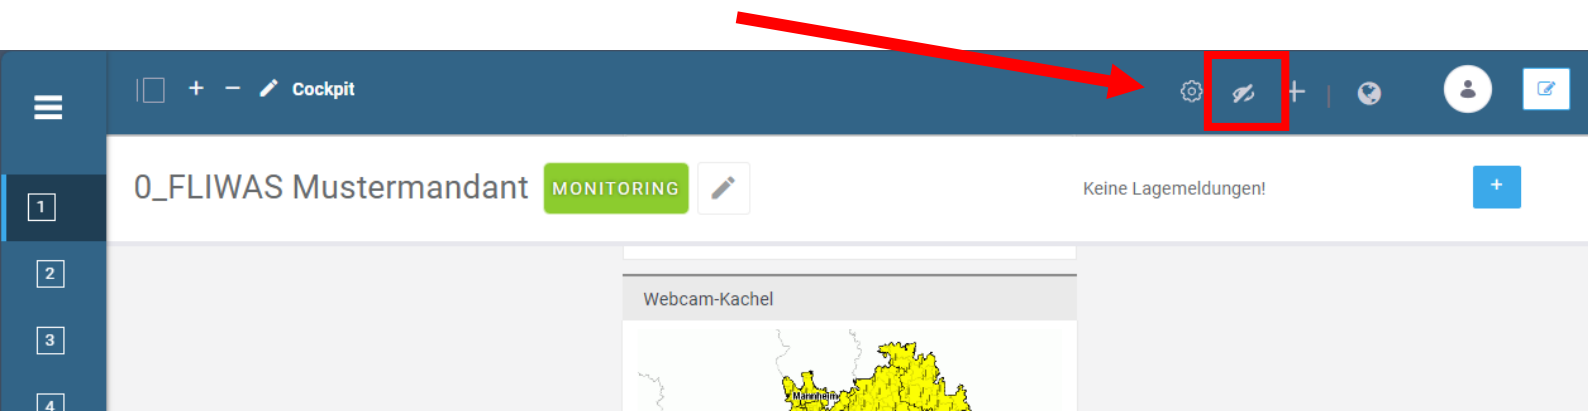 Cockpit
0_FLIWAS Mustermandant MONITORING
Keine Lagemeldungen!
1
2
3
4
Webcam-Kachel
Mannheim